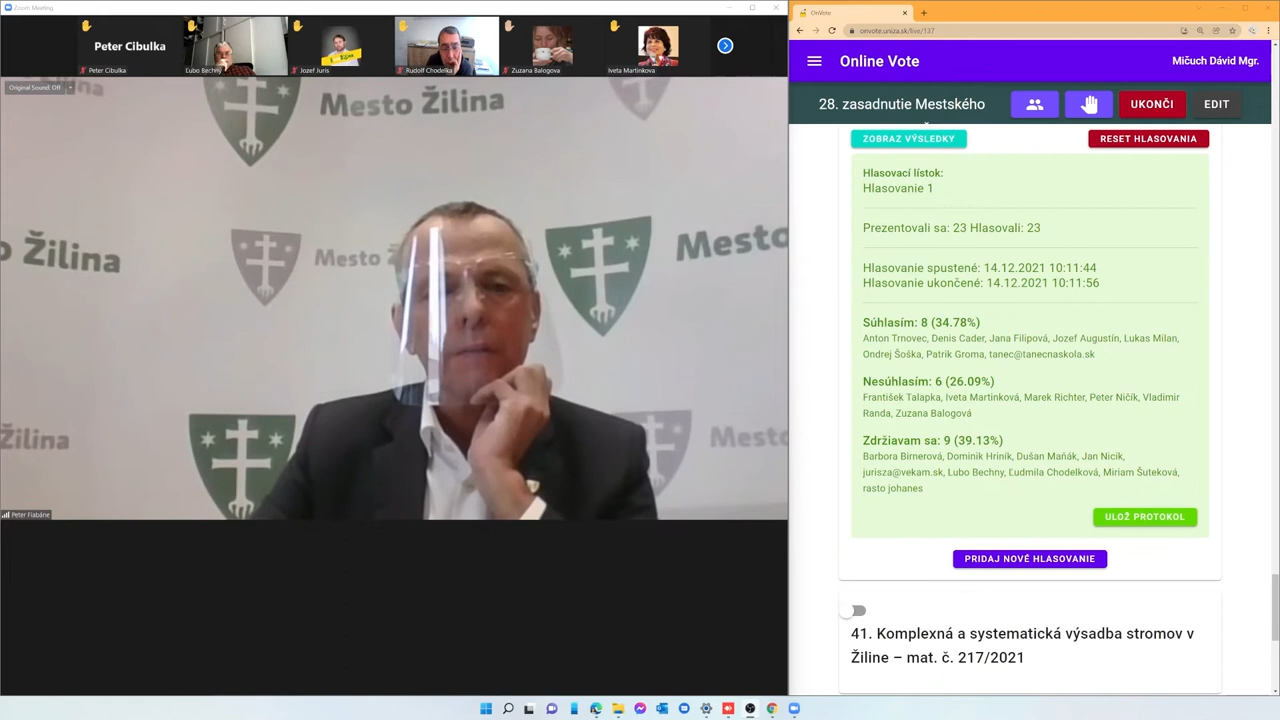 Zoom Meeting
Peter Cibulka
Peter Cibulka
Ľubo Bechný
Jozef Juris
Rudolf Chodelka
Zuzana Balogova
Iveta Martinkova
Original Sound: Off
Mesto Žilina
o Žilina
Mesto
Mesto
Žilina
Mesto
Peter Fiabáne
OnVote
onvote.uniza.sk/live/137
Online Vote
Mičuch Dávid Mgr.
28. zasadnutie Mestského
UKONČI
EDIT
ZOBRAZ VÝSLEDKY
RESET HLASOVANIA
Hlasovací lístok:
Hlasovanie 1
Prezentovali sa: 23 Hlasovali: 23
Hlasovanie spustené: 14.12.2021 10:11:44
Hlasovanie ukončené: 14.12.2021 10:11:56
Súhlasím: 8 (34.78%)
Anton Trnovec, Denis Cader, Jana Filipová, Jozef Augustín, Lukas Milan,
Ondrej Šoška, Patrik Groma, tanec@tanecnaskola.sk
Nesúhlasím: 6 (26.09%)
František Talapka, Iveta Martinková, Marek Richter, Peter Ničík, Vladimir
Randa, Zuzana Balogová
Zdržiavam sa: 9 (39.13%)
Barbora Birnerová, Dominik Hriník, Dušan Maňák, Jan Nicik,
jurisza@vekam.sk, Lubo Bechny, Ľudmila Chodelková, Miriam Šuteková,
rasto johanes
ULOŽ PROTOKOL
PRIDAJ NOVÉ HLASOVANIE
41. Komplexná a systematická výsadba stromov v
Žiline – mat. č. 217/2021